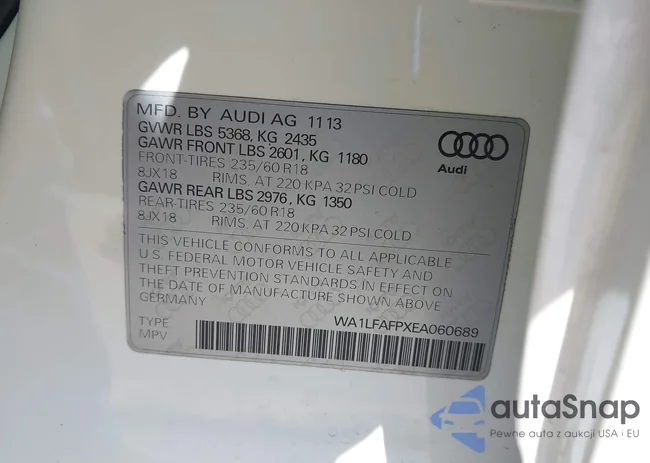 MFD. BY AUDI AG 11 13
GVWR LBS 5368, KG 2435
GAWR FRONT LBS 2601, KG 1180
FRONT-TIRES 235/60 R18
8JX18 RIMS, AT 220 KPA 32 PSI COLD
GAWR REAR LBS 2976, KG 1350
REAR-TIRES 235/60 R18
8JX18 RIMS, AT 220 KPA 32 PSI COLD
Audi
THIS VEHICLE CONFORMS TO ALL APPLICABLE
U.S. FEDERAL MOTOR VEHICLE SAFETY AND
THEFT PREVENTION STANDARDS IN EFFECT ON
THE DATE OF MANUFACTURE SHOWN ABOVE
GERMANY
WA1LFAFPXEA060689
TYPE
MPV
autaSnap
Pewne auta z aukcji USA i EU